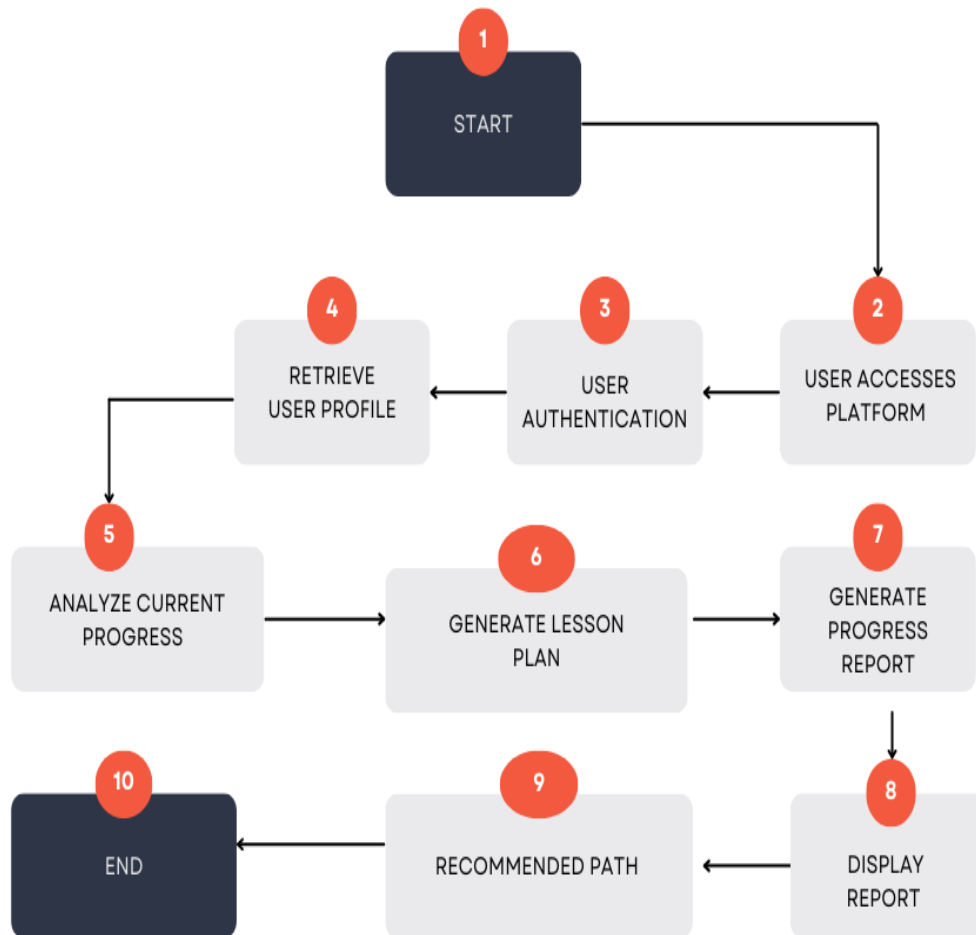 1
START
2
USER ACCESSES
PLATFORM
3
USER
AUTHENTICATION
4
RETRIEVE
USER PROFILE
5
ANALYZE CURRENT
PROGRESS
6
GENERATE LESSON
PLAN
7
GENERATE
PROGRESS
REPORT
8
DISPLAY
REPORT
9
RECOMMENDED PATH
10
END